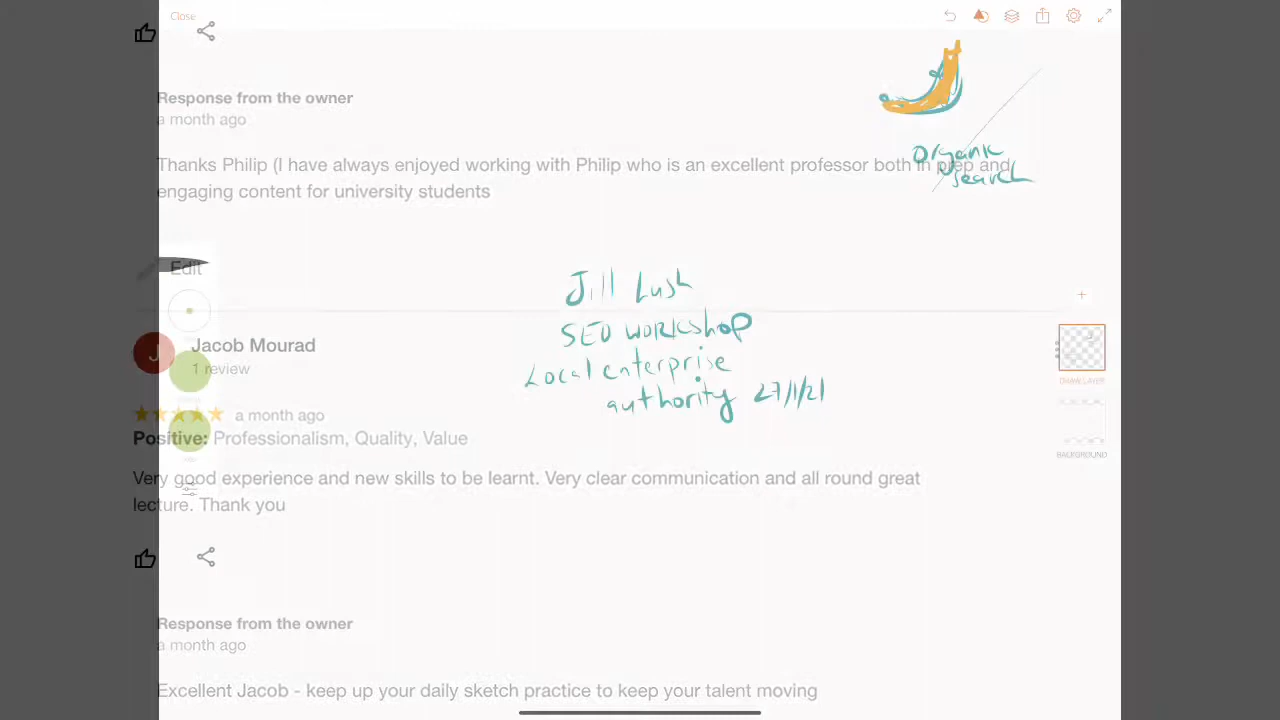 Close
Response from the owner
a month ago
Thanks Philip (I have always enjoyed working with Philip who is an excellent professor both in prep and
engaging content for university students
Organic
Search
Edit
Jill Lush
SEO workshop
Local enterprise
authority 27/1/21
Jacob Mourad
J
1 review
DRAW LAYER
a month ago
Positive: Professionalism, Quality, Value
BACKGROUND
Very good experience and new skills to be learnt. Very clear communication and all round great
lecture. Thank you
Response from the owner
a month ago
Excellent Jacob - keep up your daily sketch practice to keep your talent moving